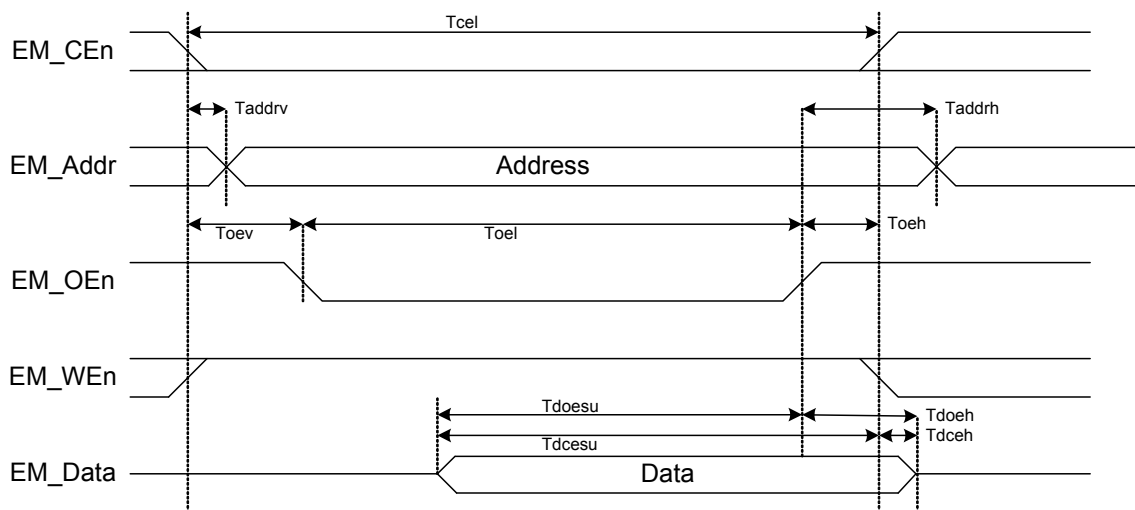 Tcel
EM_CEn
Taddrv
Taddrh
EM_Addr
Address
Toev
Toel
Toeh
EM_OEn
EM_WEn
Tdoesu
Tdoeh
Tdcesu
Tdceh
EM_Data
Data